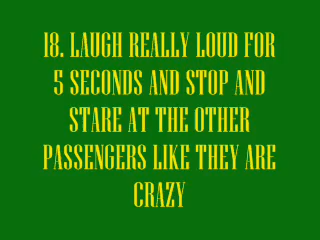 18. LAUGH REALLY LOUD FOR
5 SECONDS AND STOP AND
STARE AT THE OTHER
PASSENGERS LIKE THEY ARE
CRAZY